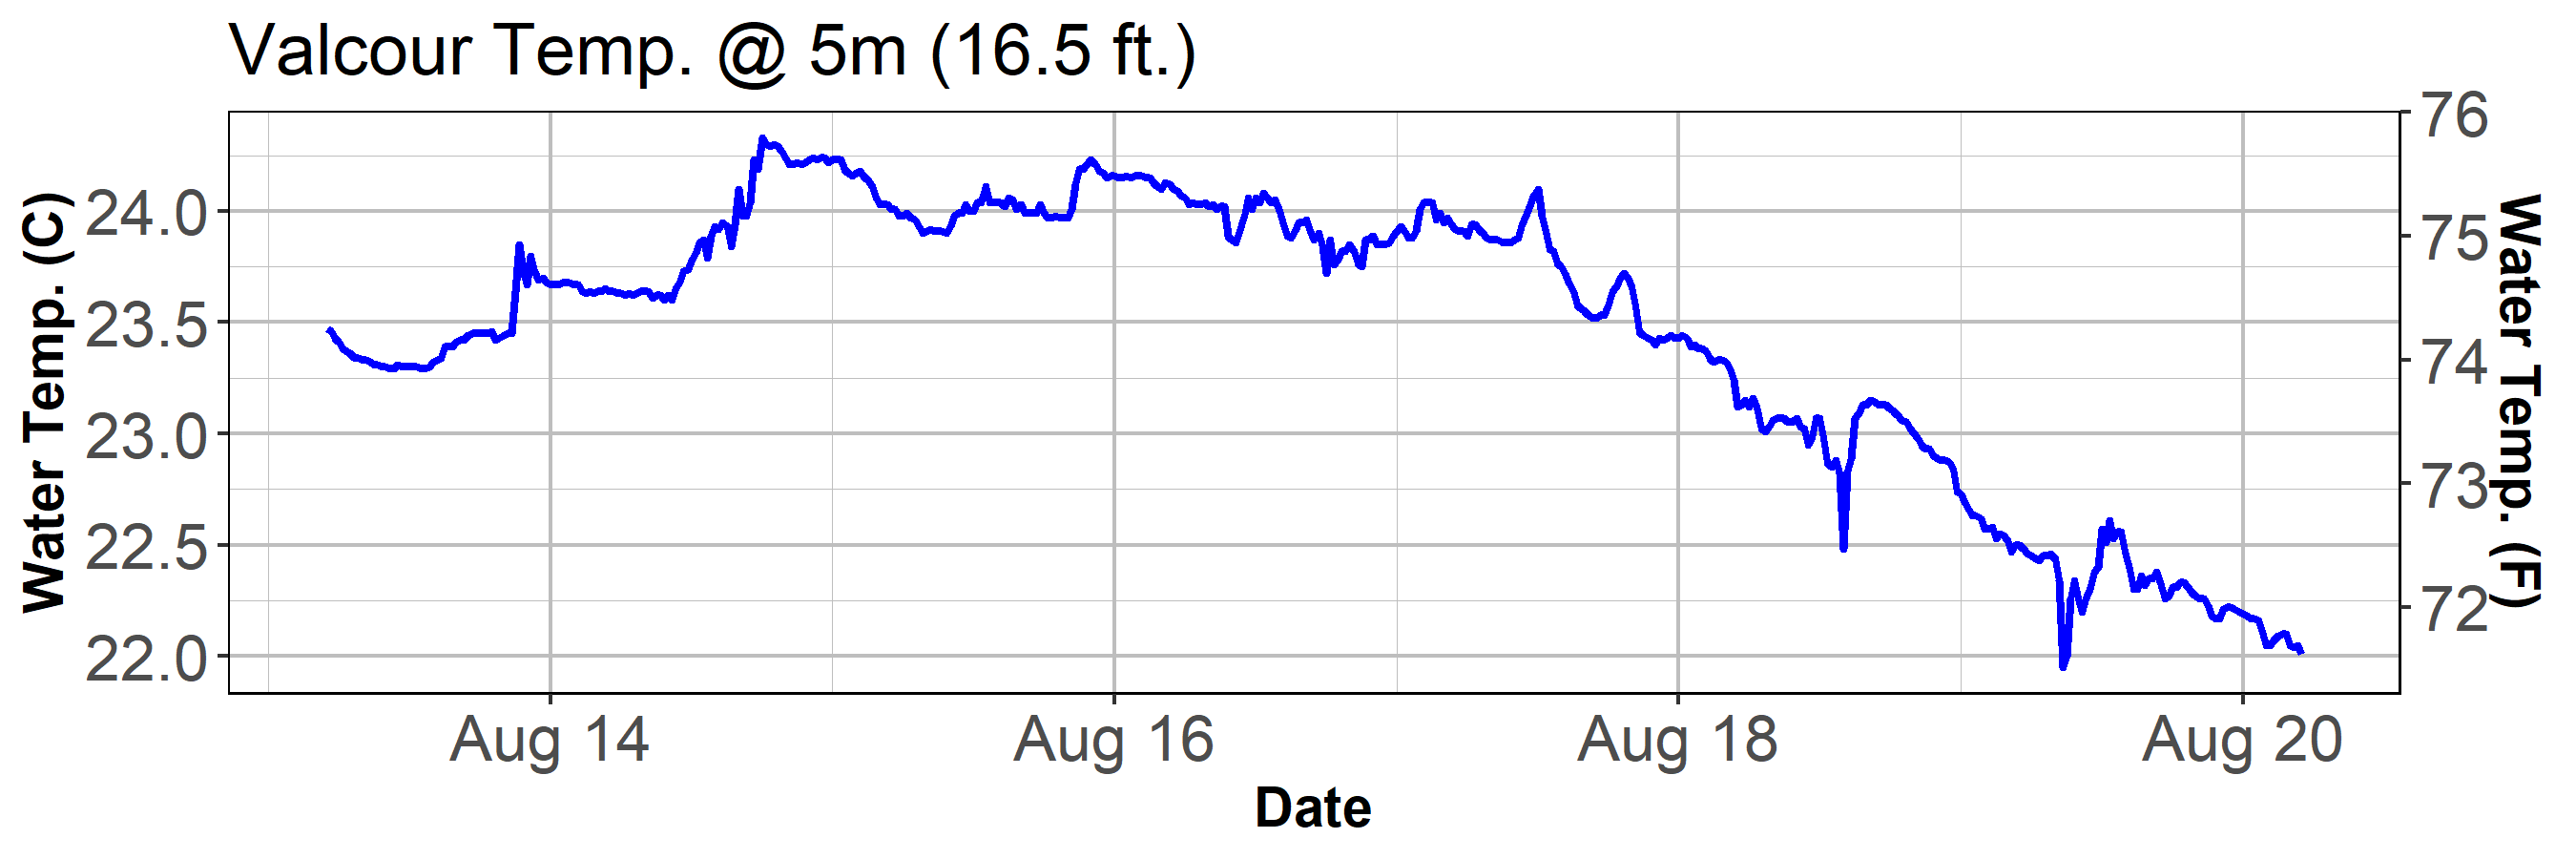 Valcour Temp. @ 5m (16.5 ft.)
Water Temp. (C)
24.0
23.5
23.0
22.5
22.0
76
75
74
73
72
Water Temp. (F)
Aug 14
Aug 16
Aug 18
Aug 20
Date